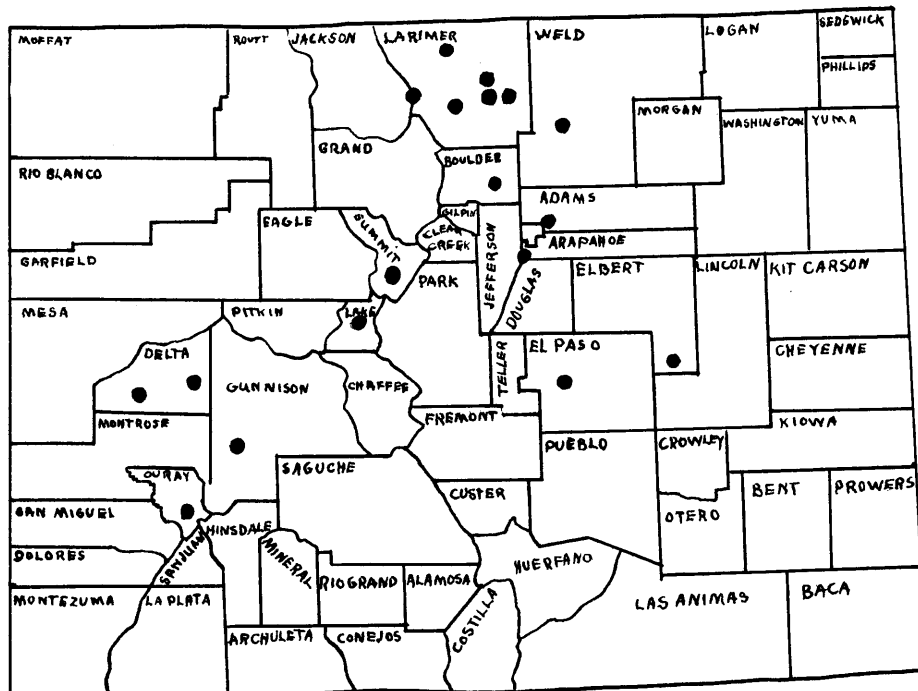 MOFFAT
ROUTT
JACKSON
LARIMER
WELD
LOGAN
SEDGWICK
PHILLIPS
MORGAN
WASHINGTON
YUMA
GRAND
BOULDER
RIO BLANCO
EAGLE
SUMMIT
GILPIN
CLEAR
CREEK
ADAMS
ARAPAHOE
GARFIELD
PARK
JEFFERSON
DOUGLAS
ELBERT
LINCOLN
KIT CARSON
MESA
PITKIN
LAKE
DELTA
GUNNISON
CHAFFEE
TELLER
EL PASO
CHEYENNE
MONTROSE
FREMONT
PUEBLO
CROWLEY
KIOWA
OURAY
SAGUCHE
CUSTER
OTERO
BENT
PROWERS
SAN MIGUEL
HINSDALE
DOLORES
SAN JUAN
MINERAL
RIO GRAND
ALAMOSA
HUERFANO
MONTEZUMA
LA PLATA
ARCHULETA
CONEJOS
COSTILLA
LAS ANIMAS
BACA